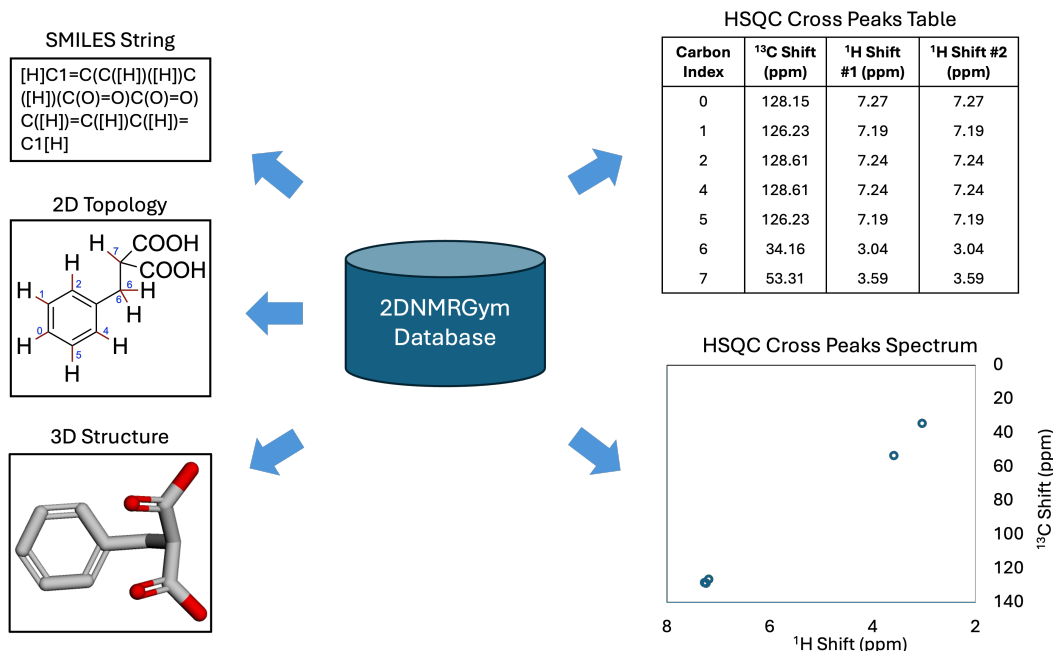 SMILES String
[H]C1=C(C([H])([H])C
([H])(C(O)=O)C(O)=O)
C([H])=C([H])C([H])=
C1[H]
2D Topology
H 7 COOH
COOH
H 2 6 H
H 1 6 H
0 4
H 5 H
H
3D Structure
2DNMRGym
Database
HSQC Cross Peaks Table
Carbon Index ¹³C Shift (ppm) ¹H Shift #1 (ppm) ¹H Shift #2 (ppm)
0 128.15 7.27 7.27
1 126.23 7.19 7.19
2 128.61 7.24 7.24
4 128.61 7.24 7.24
5 126.23 7.19 7.19
6 34.16 3.04 3.04
7 53.31 3.59 3.59
HSQC Cross Peaks Spectrum
0
20
40
60
80
100
120
140
¹³C Shift (ppm)
8 6 4 2
¹H Shift (ppm)